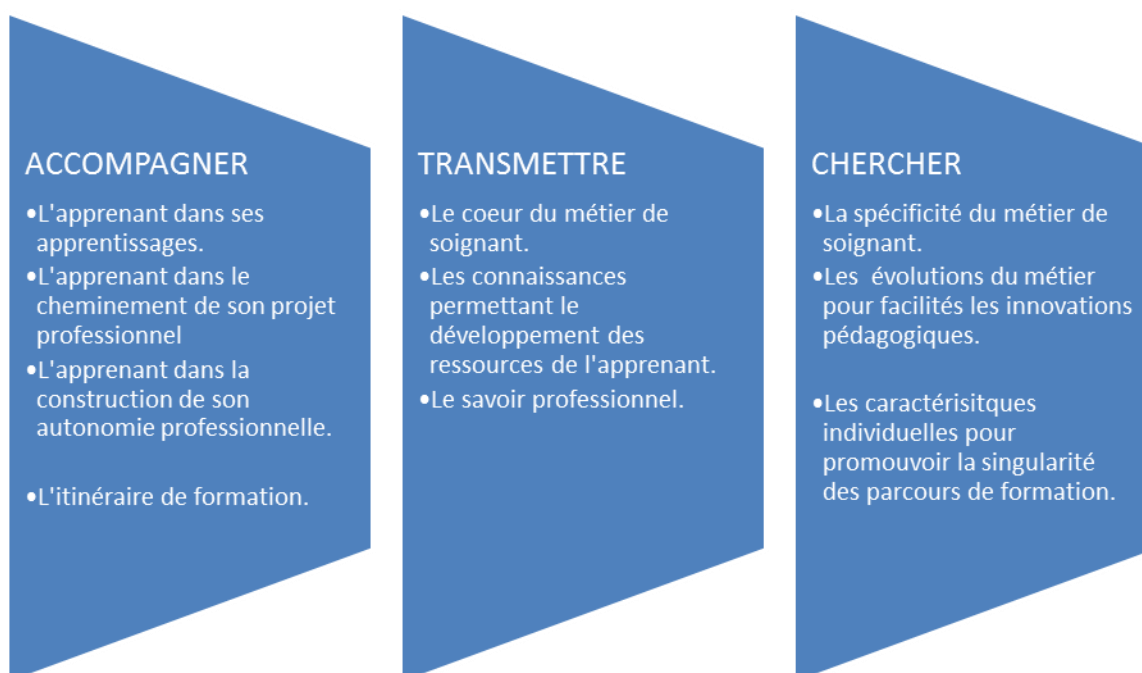 ACCOMPAGNER
•L'apprenant dans ses
apprentissages.
•L'apprenant dans le
cheminement de son projet
professionnel
•L'apprenant dans la
construction de son
autonomie professionnelle.
•L'itinéraire de formation.
TRANSMETTRE
•Le coeur du métier de
soignant.
•Les connaissances
permettant le
développement des
ressources de l'apprenant.
•Le savoir professionnel.
CHERCHER
•La spécificité du métier de
soignant.
•Les évolutions du métier
pour facilités les innovations
pédagogiques.
•Les caractérisitques
individuelles pour
promouvoir la singularité
des parcours de formation.